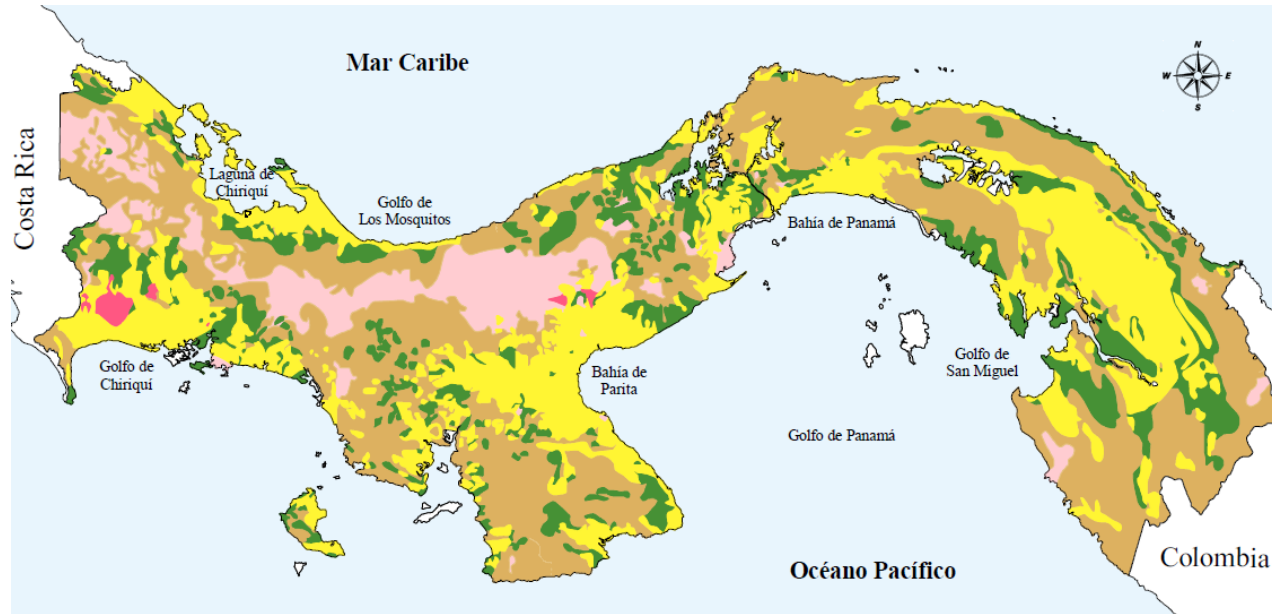 Mar Caribe
N
W
E
S
Costa Rica
Laguna de
Chiriquí
Golfo de
Los Mosquitos
Bahía de Panamá
Golfo de
Chiriquí
Bahía de
Parita
Golfo de
San Miguel
Golfo de Panamá
Océano Pacífico
Colombia